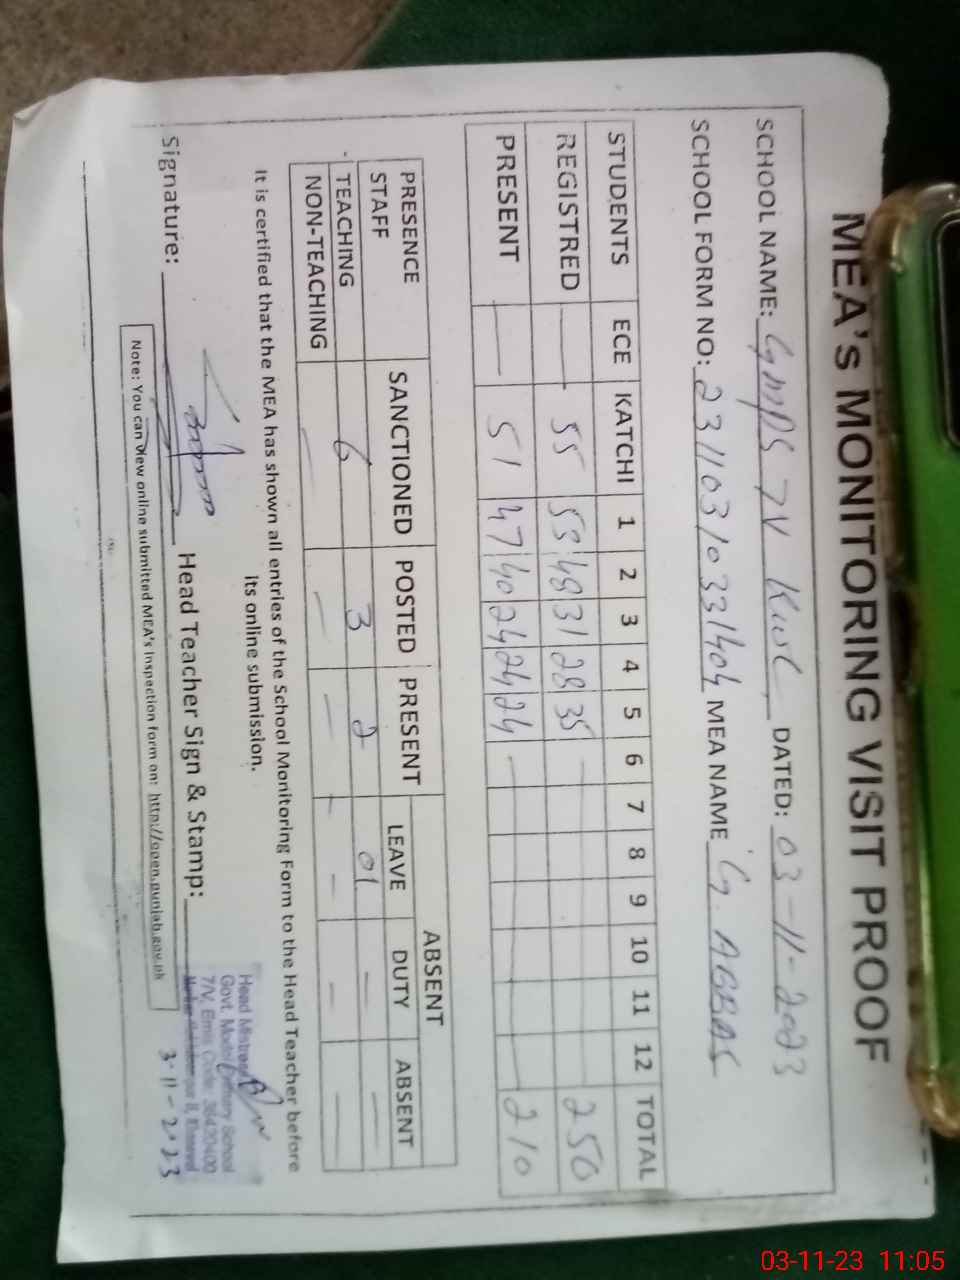 MEA's MONITORING VISIT PROOF
SCHOOL NAME: GMPS 7V KWL DATED: 03-11-2023
SCHOOL FORM NO: 23110310331404 MEA NAME G. ABBAS
STUDENTS ECE KATCHI 1 2 3 4 5 6 7 8 9 10 11 12 TOTAL
REGISTRED — 55 53 48 31 28 35 — 250
PRESENT — 51 47 40 24 24 24 — 210
PRESENCE SANCTIONED POSTED PRESENT ABSENT
STAFF LEAVE DUTY ABSENT
TEACHING 6 3 2 01 — —
NON-TEACHING — — — — — —
It is certified that the MEA has shown all entries of the School Monitoring Form to the Head Teacher before
its online submission.
Signature: Head Teacher Sign & Stamp:
Head Mistress
Govt. Model Primary School
7/V, Emis Code: 36420400
3-11-2023
Note: You can view online submitted MEA's Inspection form on: http://open.punjab.gov.pk
03-11-23 11:05